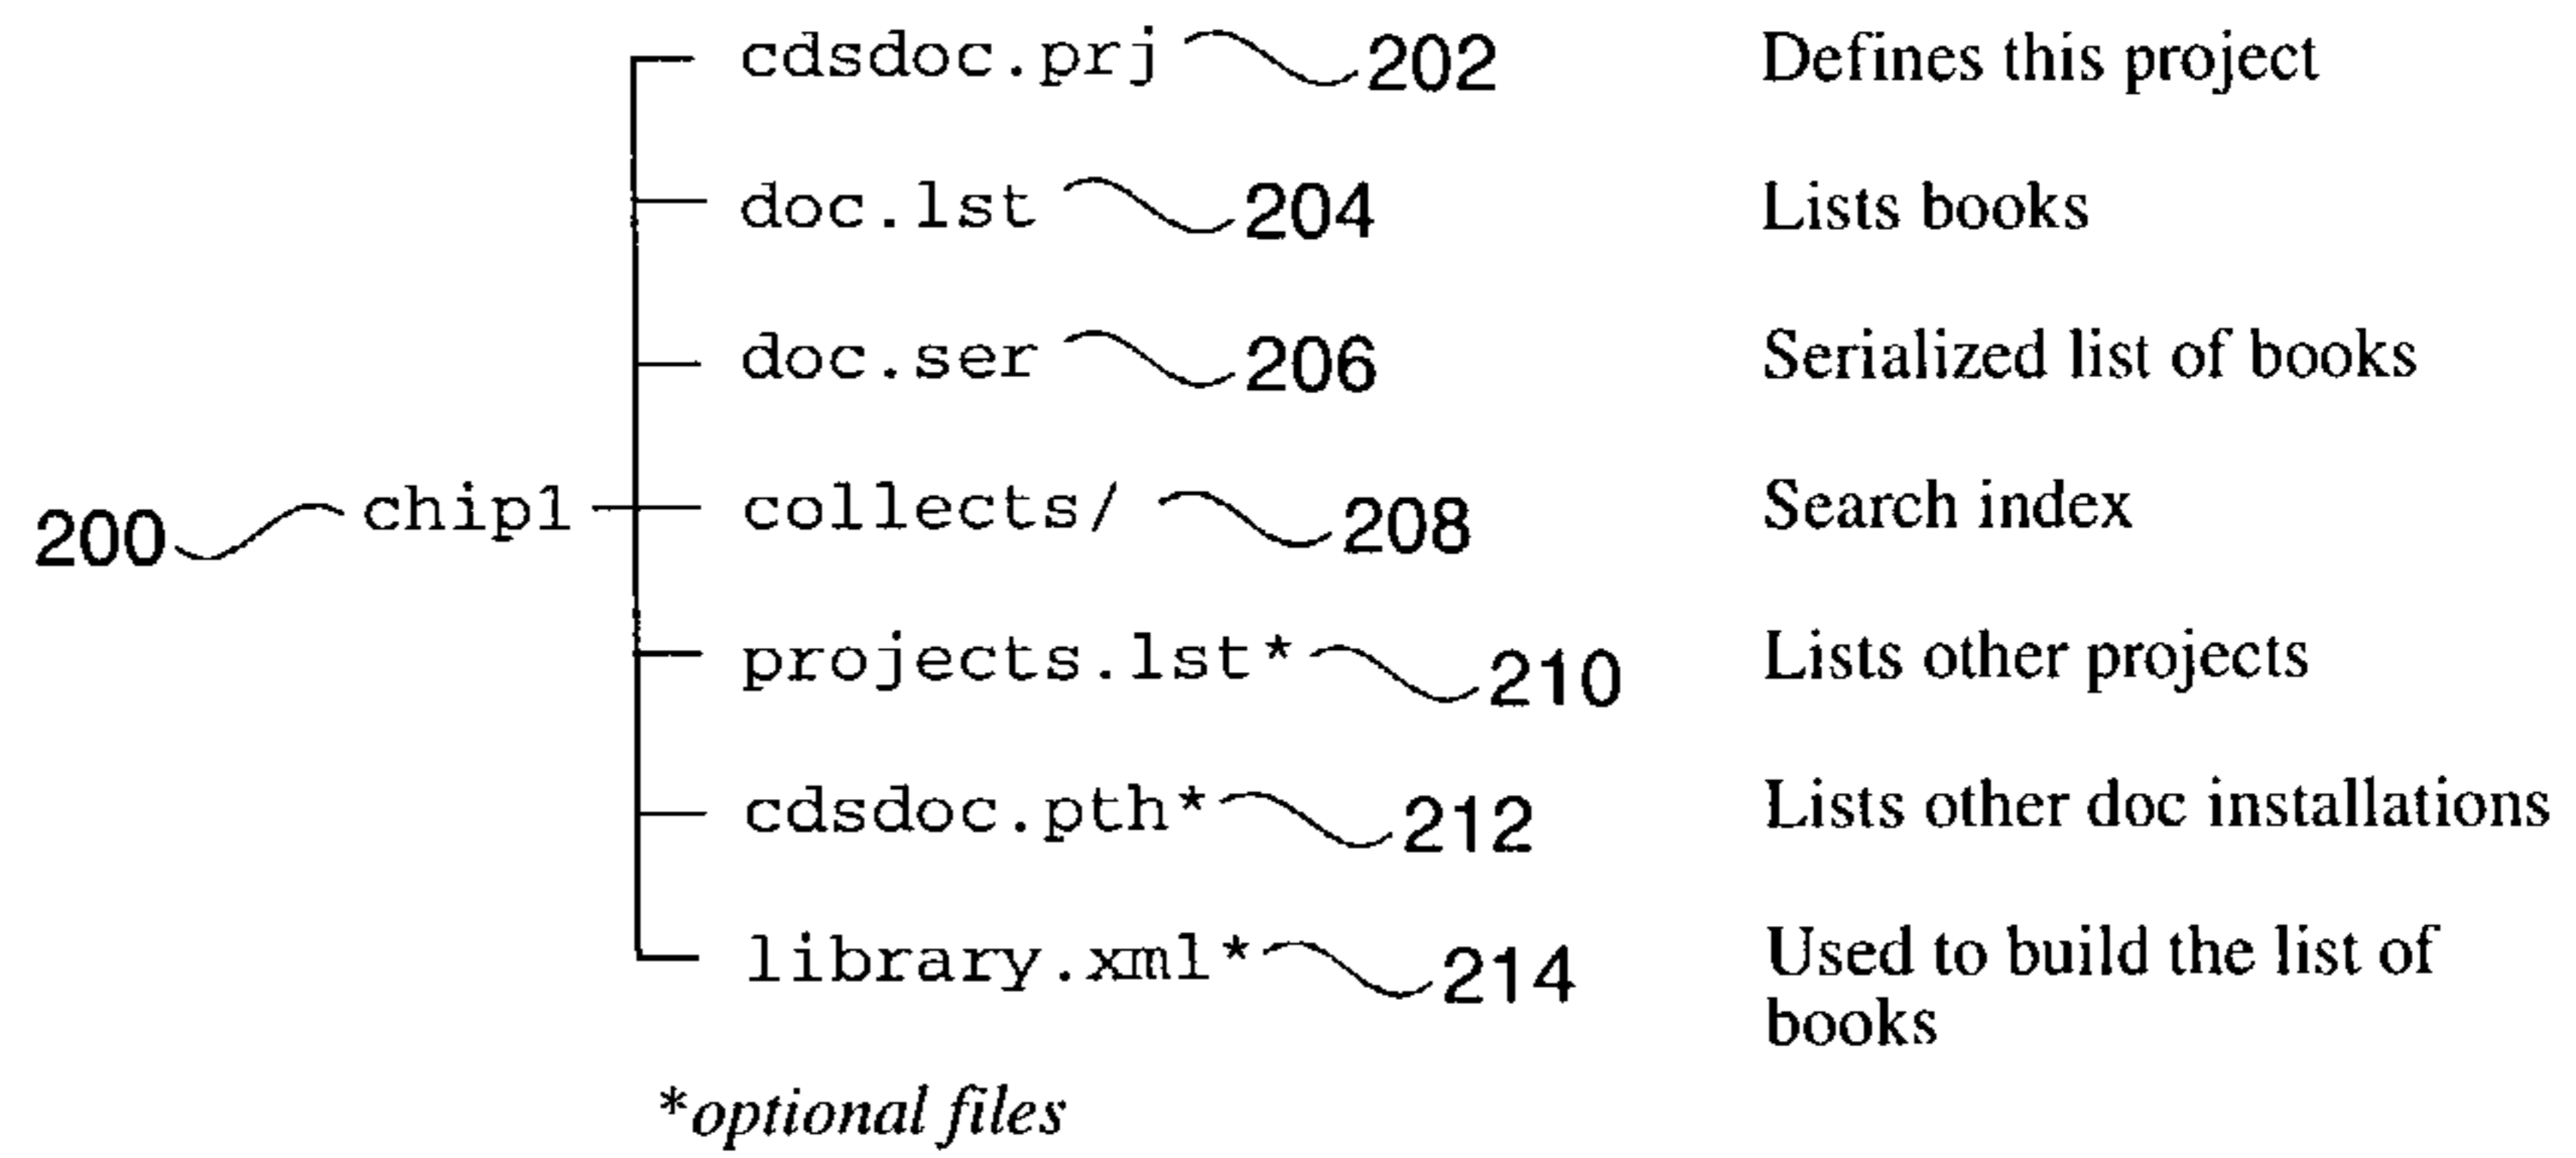 cdsdoc.prj 202 Defines this project
doc.lst 204 Lists books
doc.ser 206 Serialized list of books
200 chip1 collects/ 208 Search index
projects.lst* 210 Lists other projects
cdsdoc.pth* 212 Lists other doc installations
library.xml* 214 Used to build the list of
books
*optional files